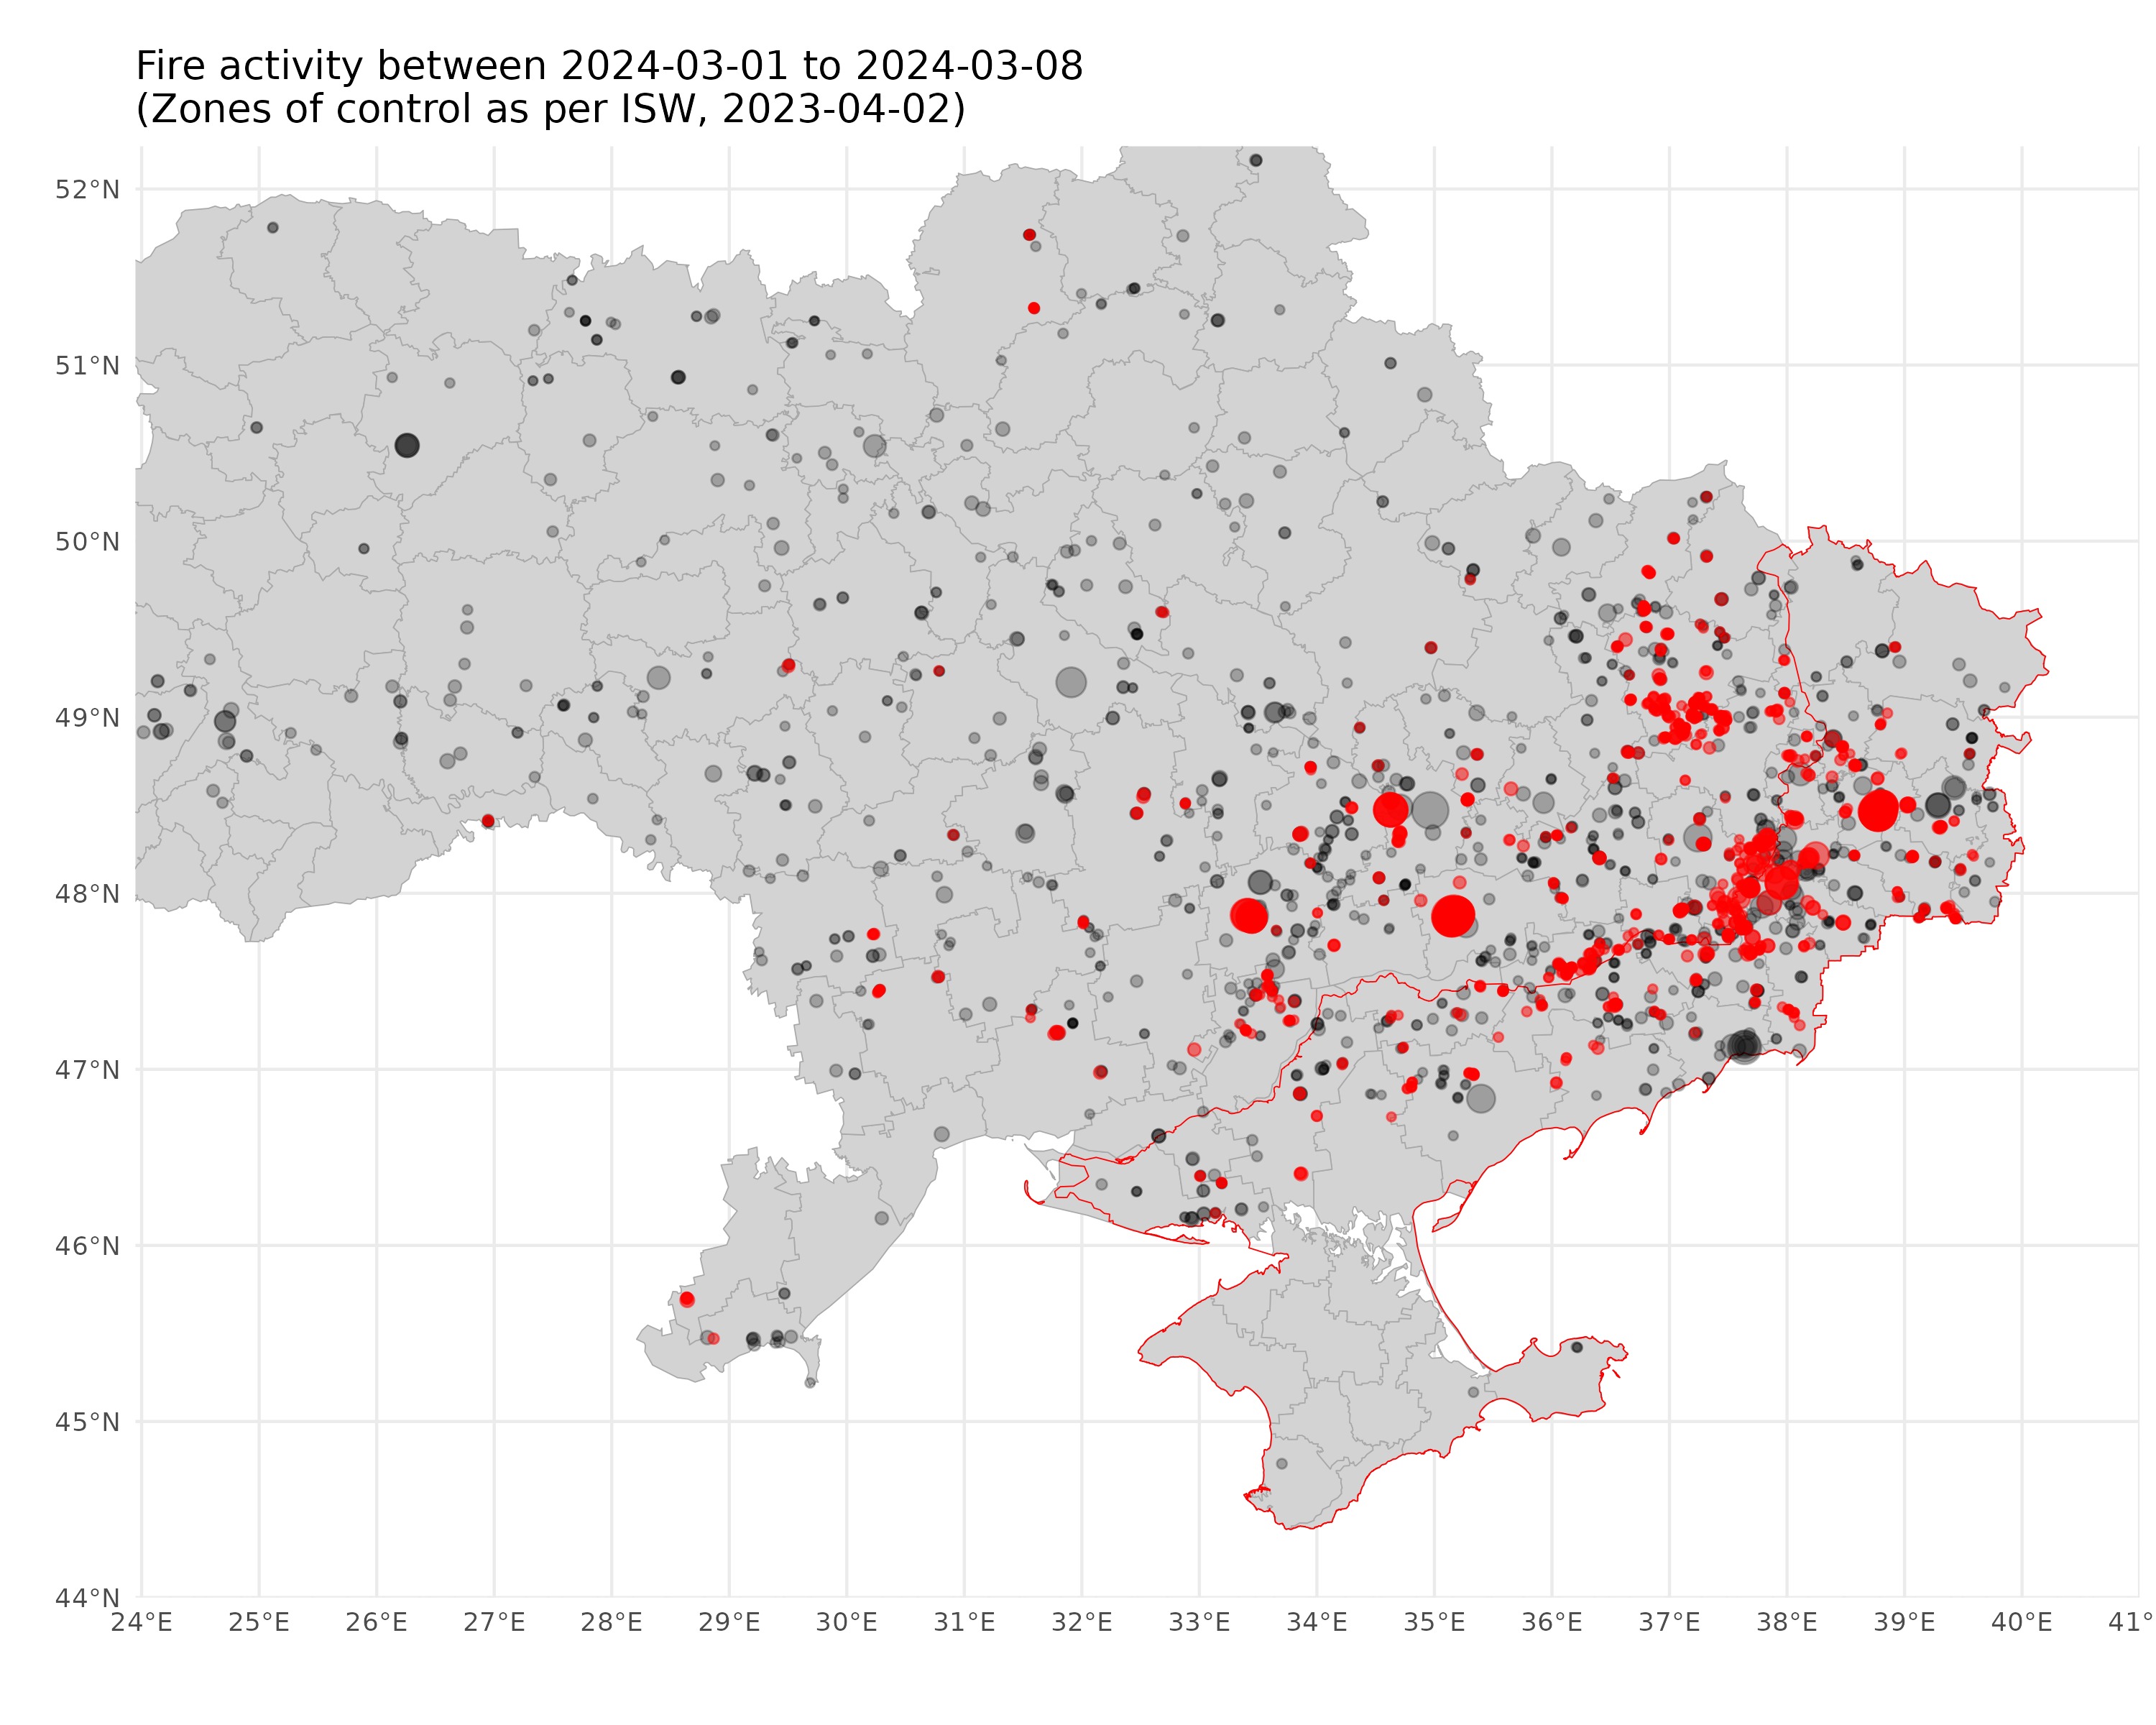 Fire activity between 2024-03-01 to 2024-03-08
(Zones of control as per ISW, 2023-04-02)
52°N
51°N
50°N
49°N
48°N
47°N
46°N
45°N
44°N
24°E 25°E 26°E 27°E 28°E 29°E 30°E 31°E 32°E 33°E 34°E 35°E 36°E 37°E 38°E 39°E 40°E 41°